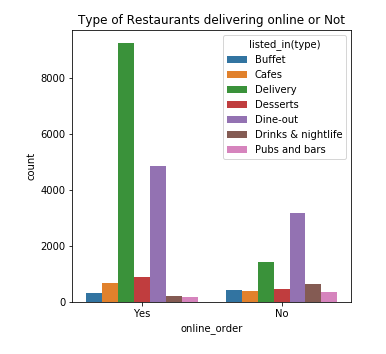 Type of Restaurants delivering online or Not
listed_in(type)
Buffet
Cafes
Delivery
Desserts
Dine-out
Drinks & nightlife
Pubs and bars
8000
6000
4000
2000
0
count
Yes No
online_order